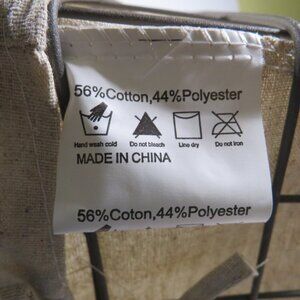 56%Cotton,44%Polyester
Hand wash cold Do not bleach Line dry Do not Iron
MADE IN CHINA
56%Coton,44%Polyester